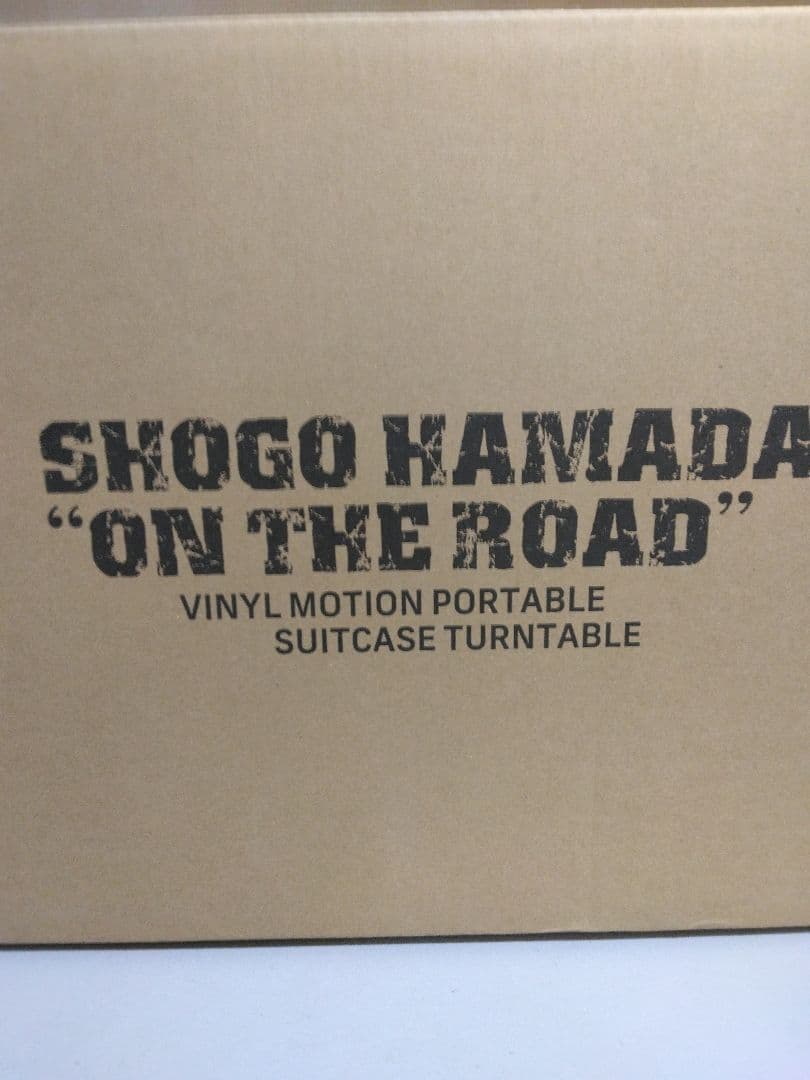 SHOGO HAMADA
“ON THE ROAD”
VINYL MOTION PORTABLE
SUITCASE TURNTABLE